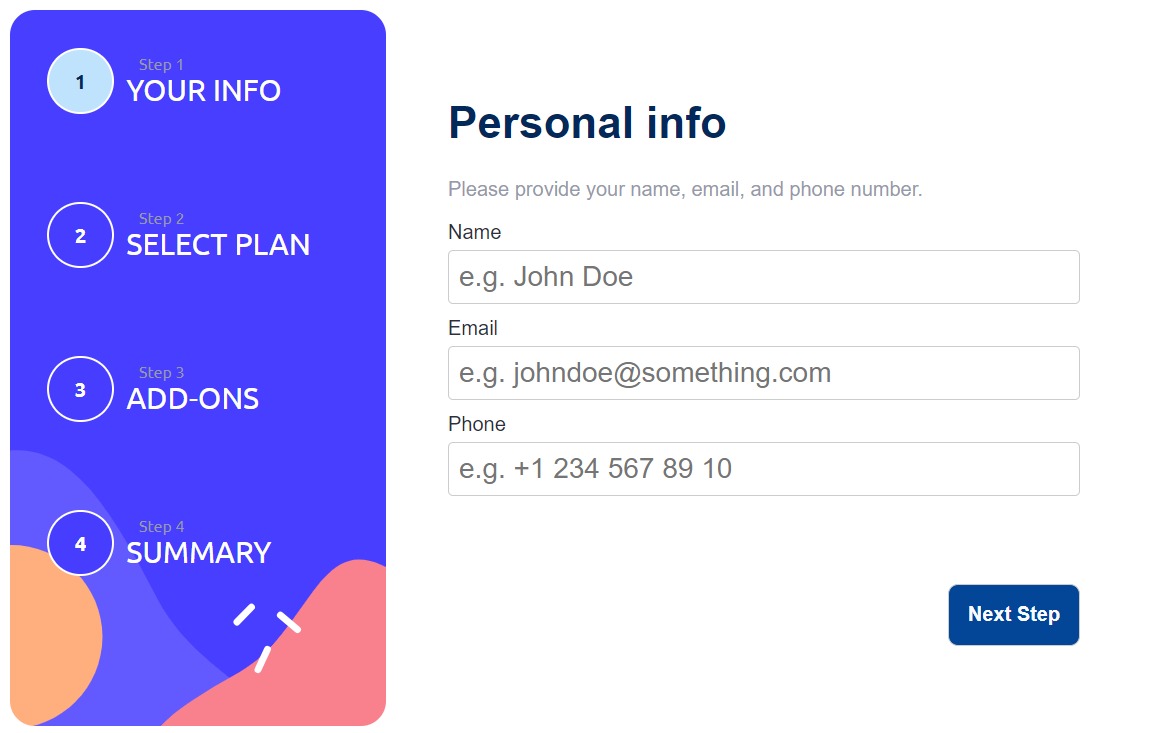 1
Step 1
YOUR INFO
2
Step 2
SELECT PLAN
3
Step 3
ADD-ONS
4
Step 4
SUMMARY
Personal info
Please provide your name, email, and phone number.
Name
e.g. John Doe
Email
e.g. johndoe@something.com
Phone
e.g. +1 234 567 89 10
Next Step